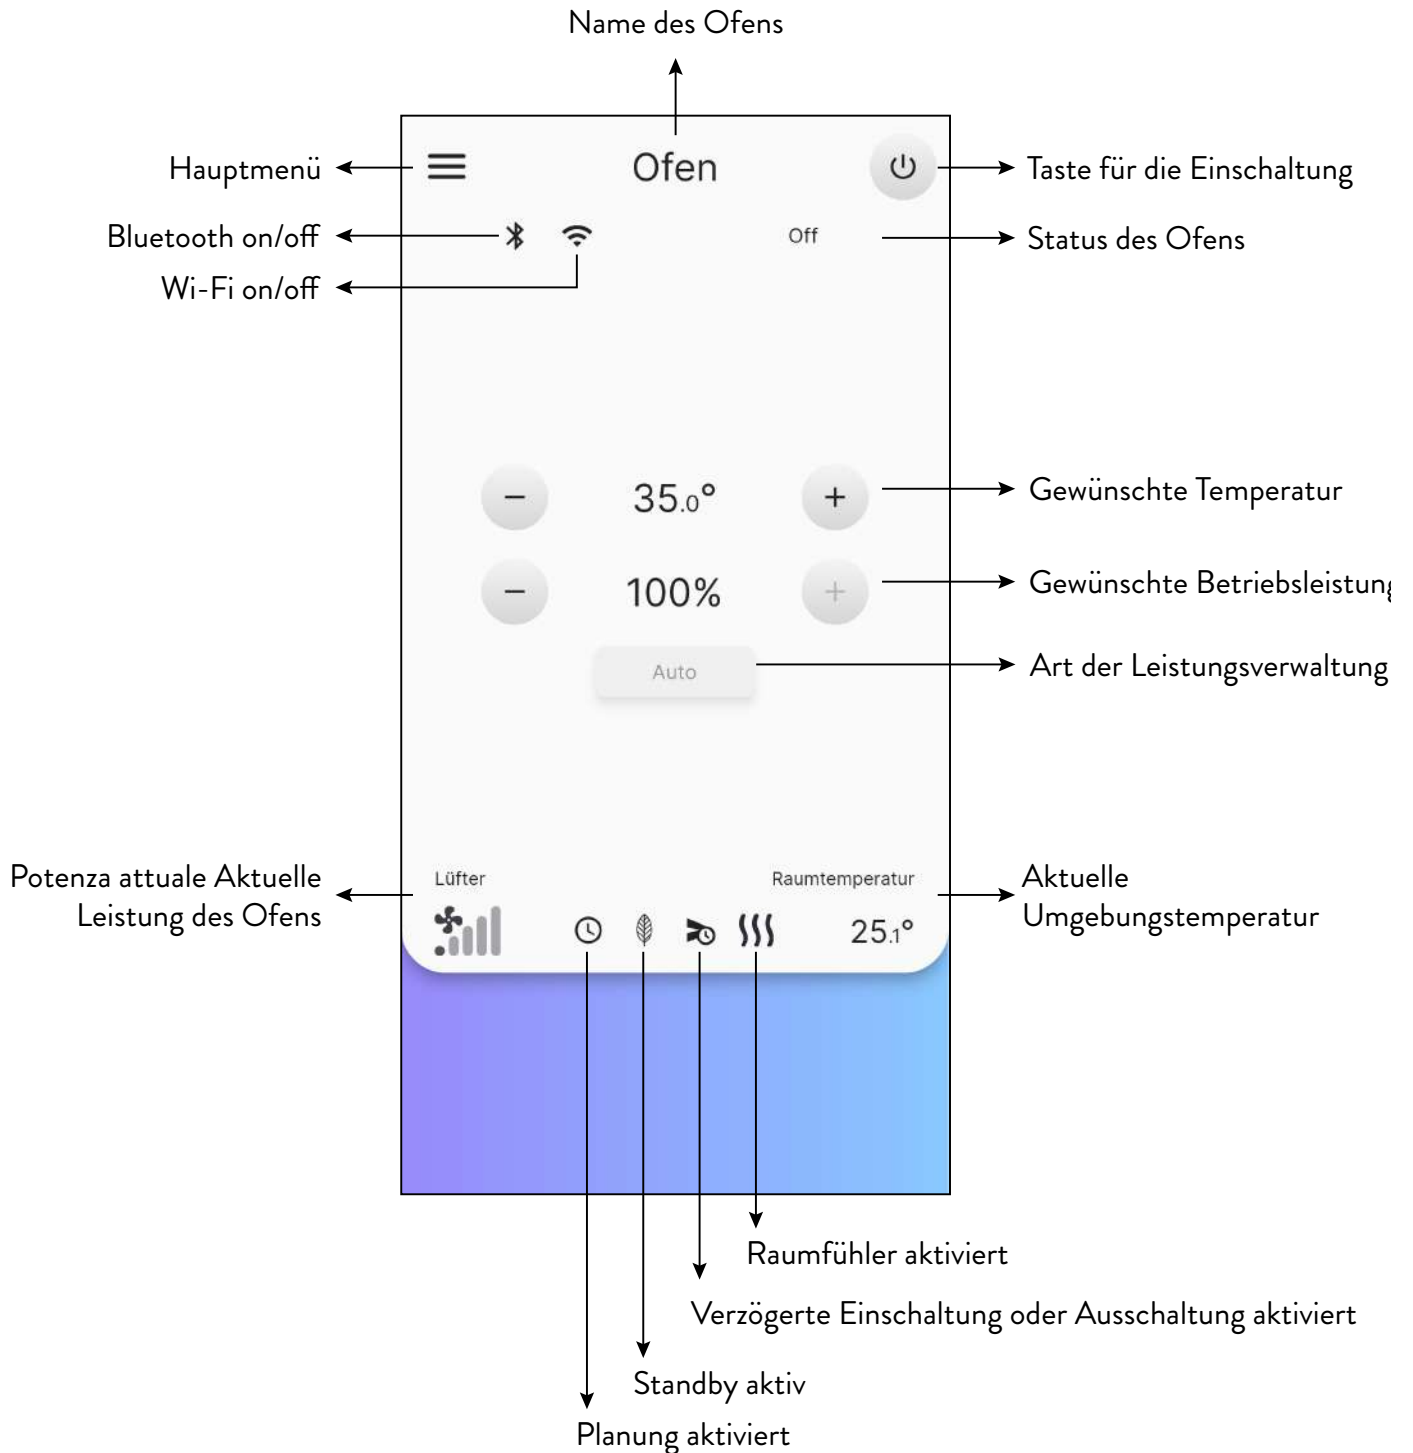 Name des Ofens
Hauptmenü
Ofen
Taste für die Einschaltung
Bluetooth on/off
Off
Status des Ofens
Wi-Fi on/off
− 35.0° +
Gewünschte Temperatur
− 100% +
Gewünschte Betriebsleistung
Auto
Art der Leistungsverwaltung
Potenza attuale Aktuelle
Leistung des Ofens
Lüfter
Raumtemperatur
25.1°
Aktuelle
Umgebungstemperatur
Raumfühler aktiviert
Verzögerte Einschaltung oder Ausschaltung aktiviert
Standby aktiv
Planung aktiviert